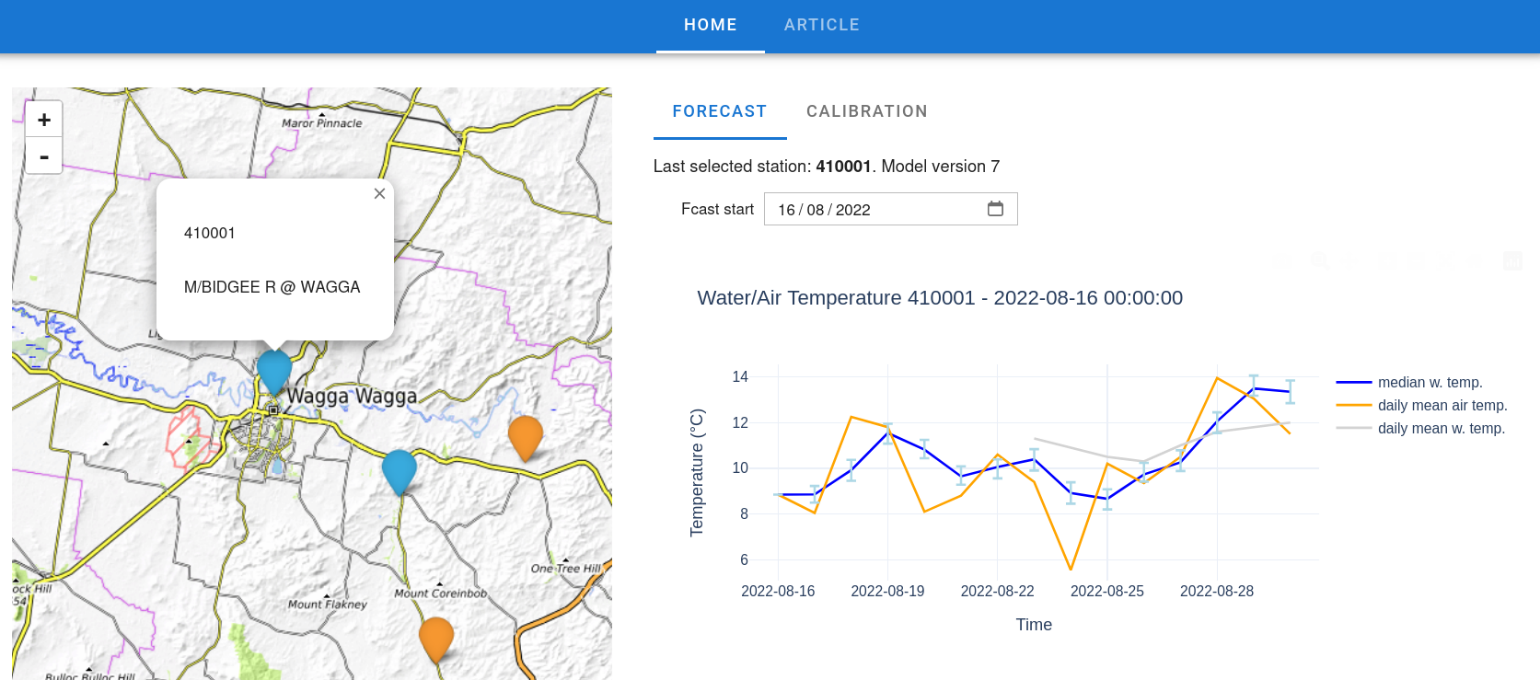 HOME ARTICLE
+
-
Maror Pinnacle
×
410001
M/BIDGEE R @ WAGGA
Wagga Wagga
One Tree Hill
ock Hill
54
Mount Coreinbob
Mount Flakney
Bulloc Bulloc Hill
FORECAST CALIBRATION
Last selected station: 410001. Model version 7
Fcast start 16 / 08 / 2022
Water/Air Temperature 410001 - 2022-08-16 00:00:00
Temperature (°C)
14
12
10
8
6
2022-08-16 2022-08-19 2022-08-22 2022-08-25 2022-08-28
Time
median w. temp.
daily mean air temp.
daily mean w. temp.